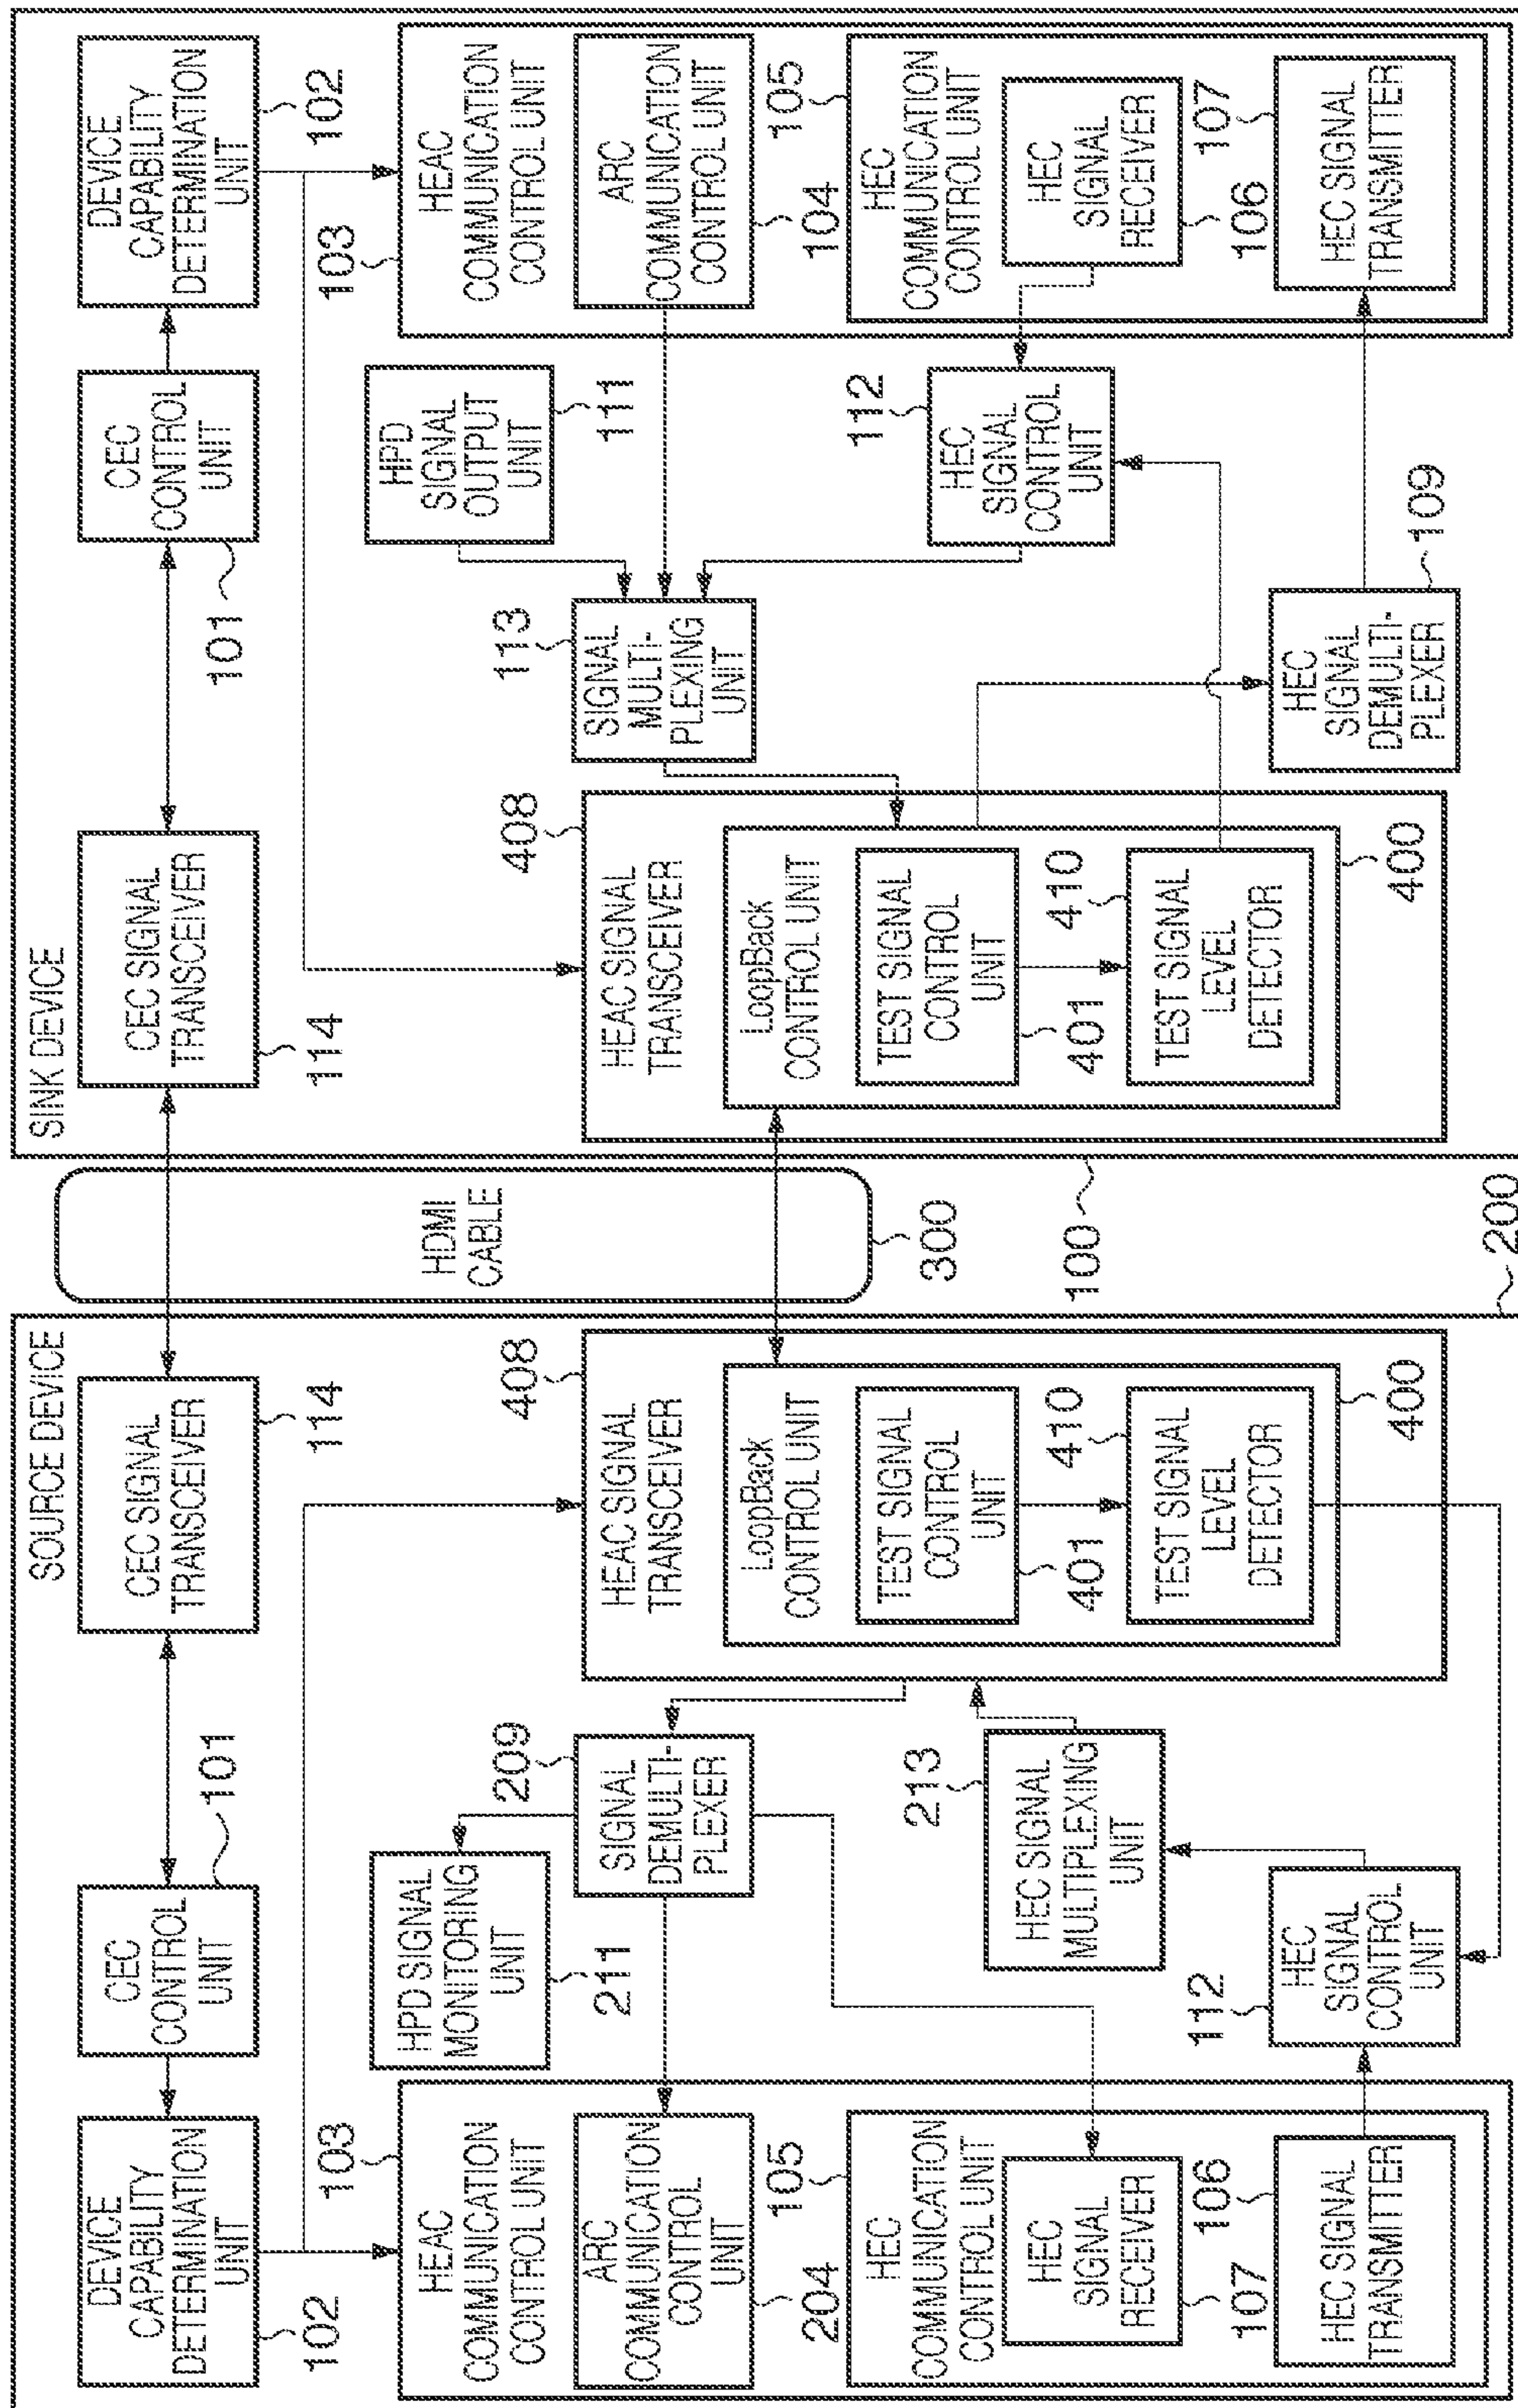 SOURCE DEVICE
DEVICE
CAPABILITY
DETERMINATION
UNIT
102
CEC
CONTROL
UNIT
101
CEC SIGNAL
TRANSCEIVER
114
103
HEAC
COMMUNICATION
CONTROL UNIT
ARC
COMMUNICATION
CONTROL
UNIT
204
105
HEC
COMMUNICATION
CONTROL UNIT
HEC
SIGNAL
RECEIVER
107
106
HEC SIGNAL
TRANSMITTER
HPD SIGNAL
MONITORING
UNIT
211
209
SIGNAL
DEMULTI-
PLEXER
213
HEC SIGNAL
MULTIPLEXING
UNIT
112
HEC
SIGNAL
CONTROL
UNIT
408
HEAC SIGNAL
TRANSCEIVER
LoopBack
CONTROL UNIT
TEST SIGNAL
CONTROL
UNIT
401
410
TEST SIGNAL
LEVEL
DETECTOR
400
200
HDMI
CABLE
300
100
SINK DEVICE
CEC SIGNAL
TRANSCEIVER
114
CEC
CONTROL
UNIT
101
DEVICE
CAPABILITY
DETERMINATION
UNIT
102
408
HEAC SIGNAL
TRANSCEIVER
LoopBack
CONTROL UNIT
TEST SIGNAL
CONTROL
UNIT
401
410
TEST SIGNAL
LEVEL
DETECTOR
400
113
SIGNAL
MULTI-
PLEXING
UNIT
HPD
SIGNAL
OUTPUT
UNIT
111
112
HEC
SIGNAL
CONTROL
UNIT
HEC
SIGNAL
DEMULTI-
PLEXER
109
103
HEAC
COMMUNICATION
CONTROL UNIT
ARC
COMMUNICATION
CONTROL UNIT
104
105
HEC
COMMUNICATION
CONTROL UNIT
HEC
SIGNAL
RECEIVER
106
107
HEC SIGNAL
TRANSMITTER